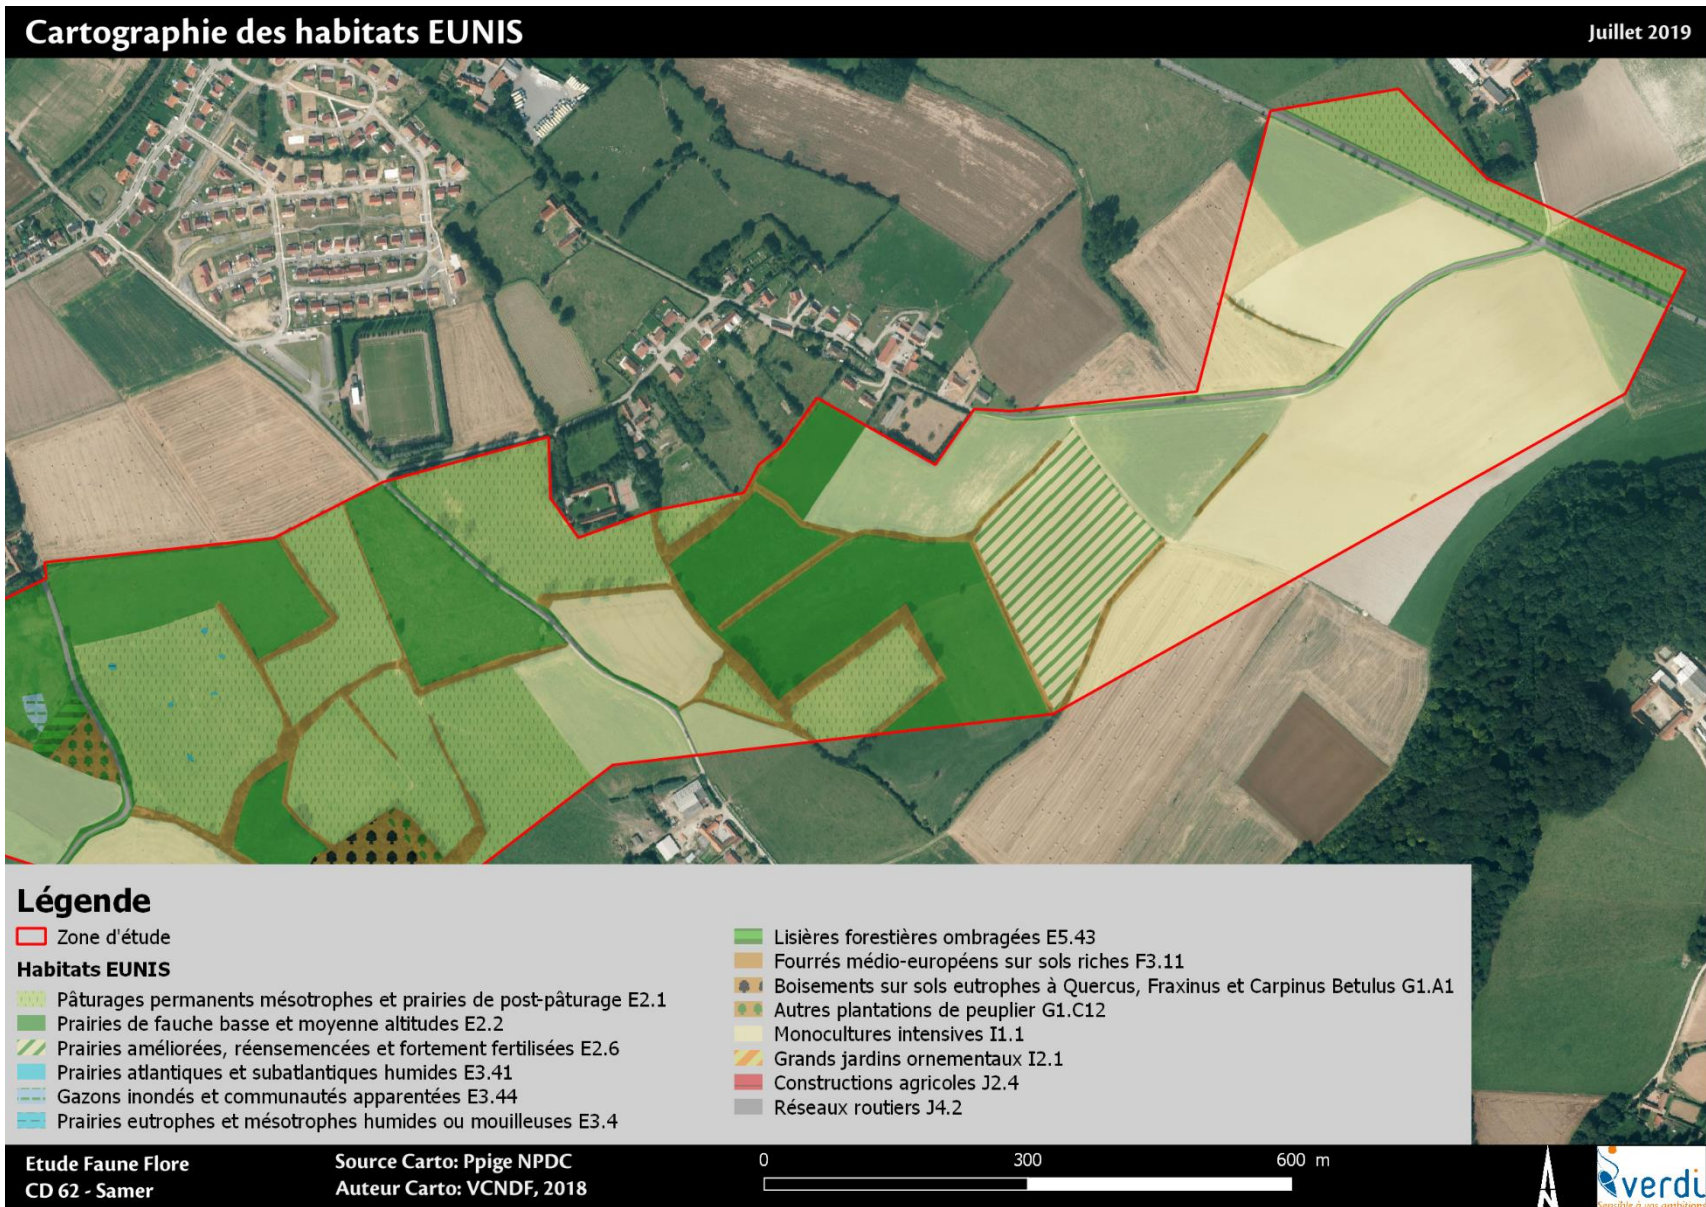 Cartographie des habitats EUNIS
Juillet 2019
Légende
Zone d'étude
Habitats EUNIS
Pâturages permanents mésotrophes et prairies de post-pâturage E2.1
Prairies de fauche basse et moyenne altitudes E2.2
Prairies améliorées, réensemencées et fortement fertilisées E2.6
Prairies atlantiques et subatlantiques humides E3.41
Gazons inondés et communautés apparentées E3.44
Prairies eutrophes et mésotrophes humides ou mouilleuses E3.4
Lisières forestières ombragées E5.43
Fourrés médio-européens sur sols riches F3.11
Boisements sur sols eutrophes à Quercus, Fraxinus et Carpinus Betulus G1.A1
Autres plantations de peuplier G1.C12
Monocultures intensives I1.1
Grands jardins ornementaux I2.1
Constructions agricoles J2.4
Réseaux routiers J4.2
Etude Faune Flore
CD 62 - Samer
Source Carto: Ppige NPDC
Auteur Carto: VCNDF, 2018
0 300 600 m
N
verdi
Sensible à vos ambitions